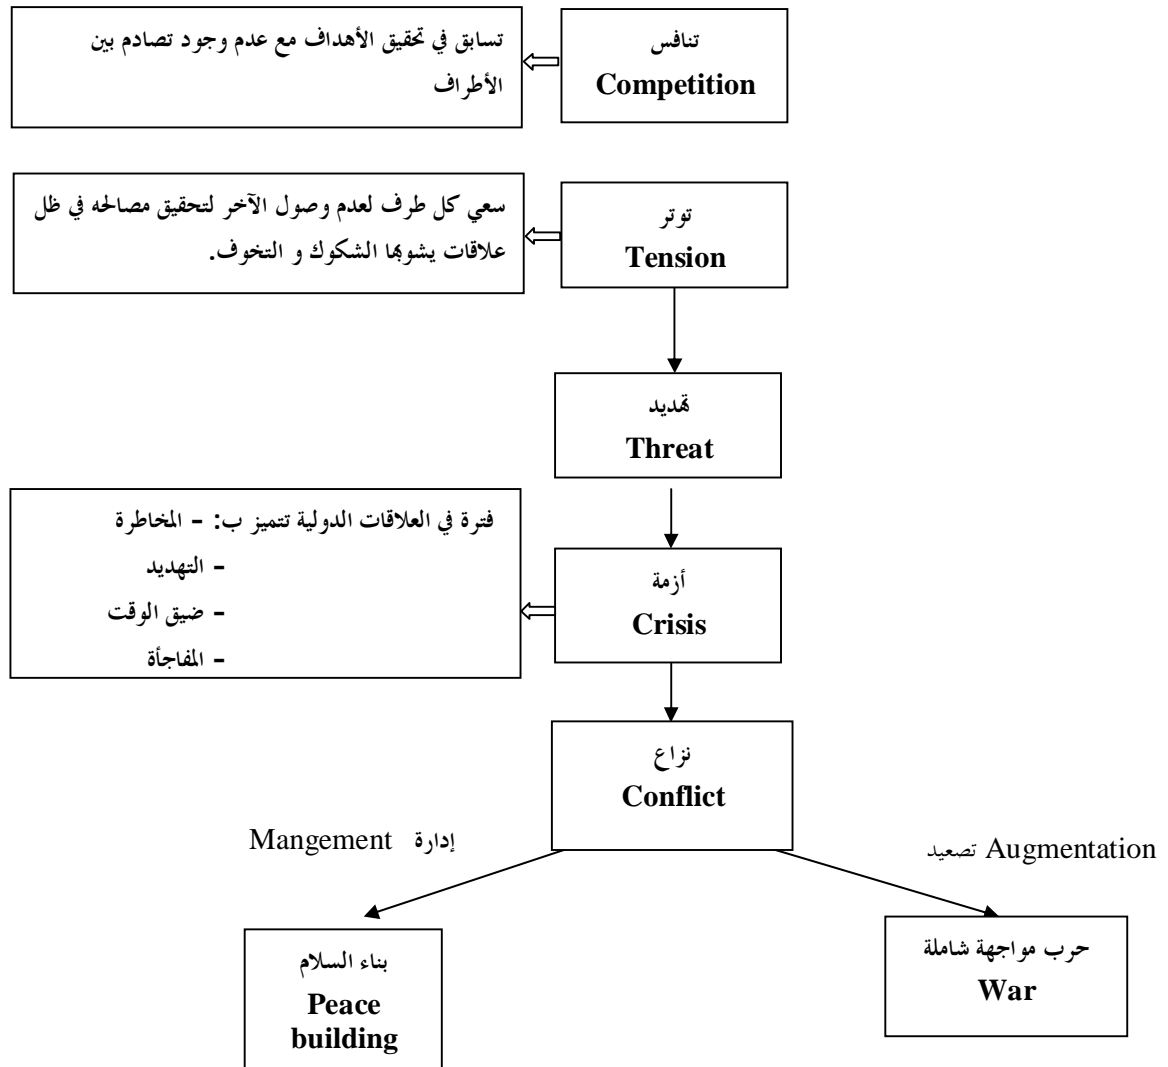 تنافس
Competition
تسابق في تحقيق الأهداف مع عدم وجود تصادم بين
الأطراف
توتر
Tension
سعي كل طرف لعدم وصول الآخر لتحقيق مصالحه في ظل
علاقات يشوبها الشكوك و التخوف.
تهديد
Threat
أزمة
Crisis
فترة في العلاقات الدولية تتميز ب: - المخاطرة
- التهديد
- ضيق الوقت
- المفاجأة
نزاع
Conflict
إدارة Mangement
تصعيد Augmentation
بناء السلام
Peace
building
حرب مواجهة شاملة
War